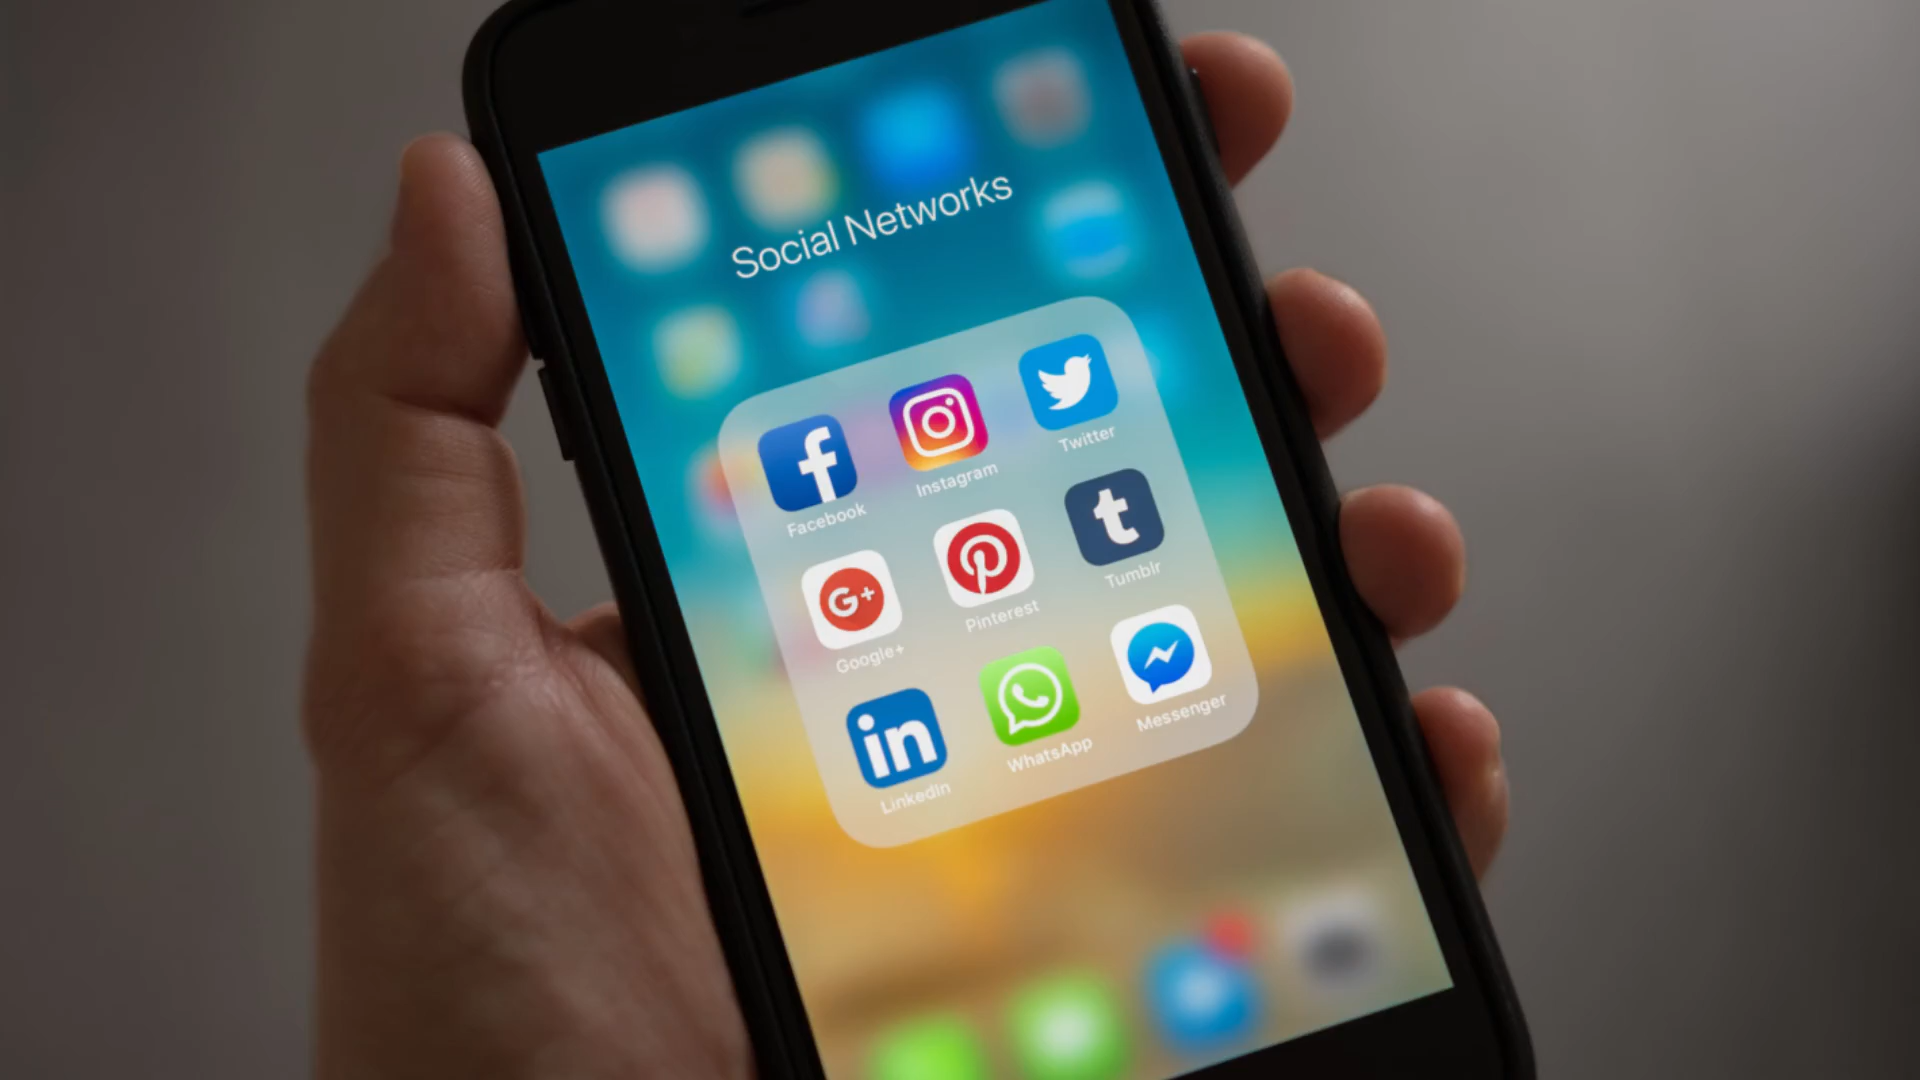 Social Networks
Facebook
Instagram
Twitter
Google+
Pinterest
Tumblr
LinkedIn
WhatsApp
Messenger